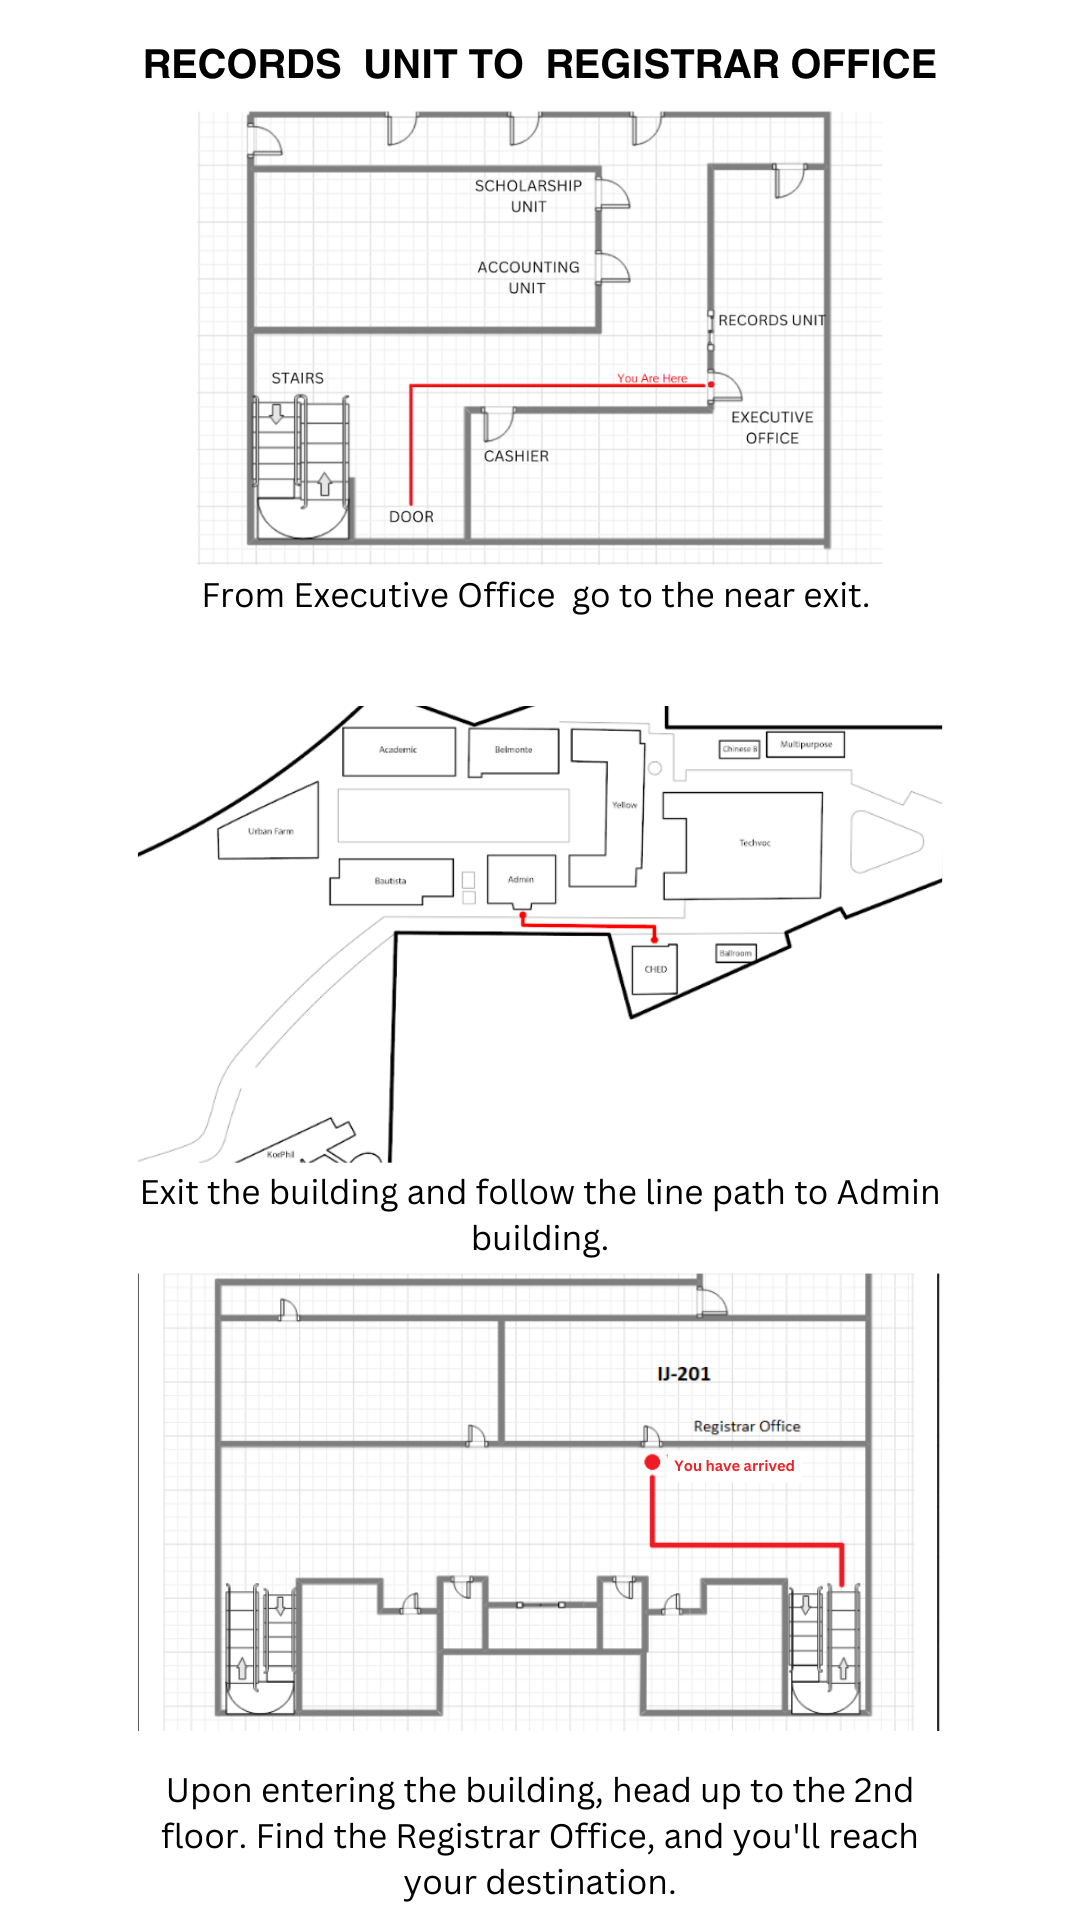 RECORDS UNIT TO REGISTRAR OFFICE
SCHOLARSHIP
UNIT
ACCOUNTING
UNIT
RECORDS UNIT
STAIRS
You Are Here
EXECUTIVE
OFFICE
CASHIER
DOOR
From Executive Office go to the near exit.
Academic
Belmonte
Chinese B
Multipurpose
Yellow
Urban Farm
Techvoc
Bautista
Admin
CHED
Ballroom
KorPhil
Exit the building and follow the line path to Admin
building.
IJ-201
Registrar Office
You have arrived
Upon entering the building, head up to the 2nd
floor. Find the Registrar Office, and you'll reach
your destination.